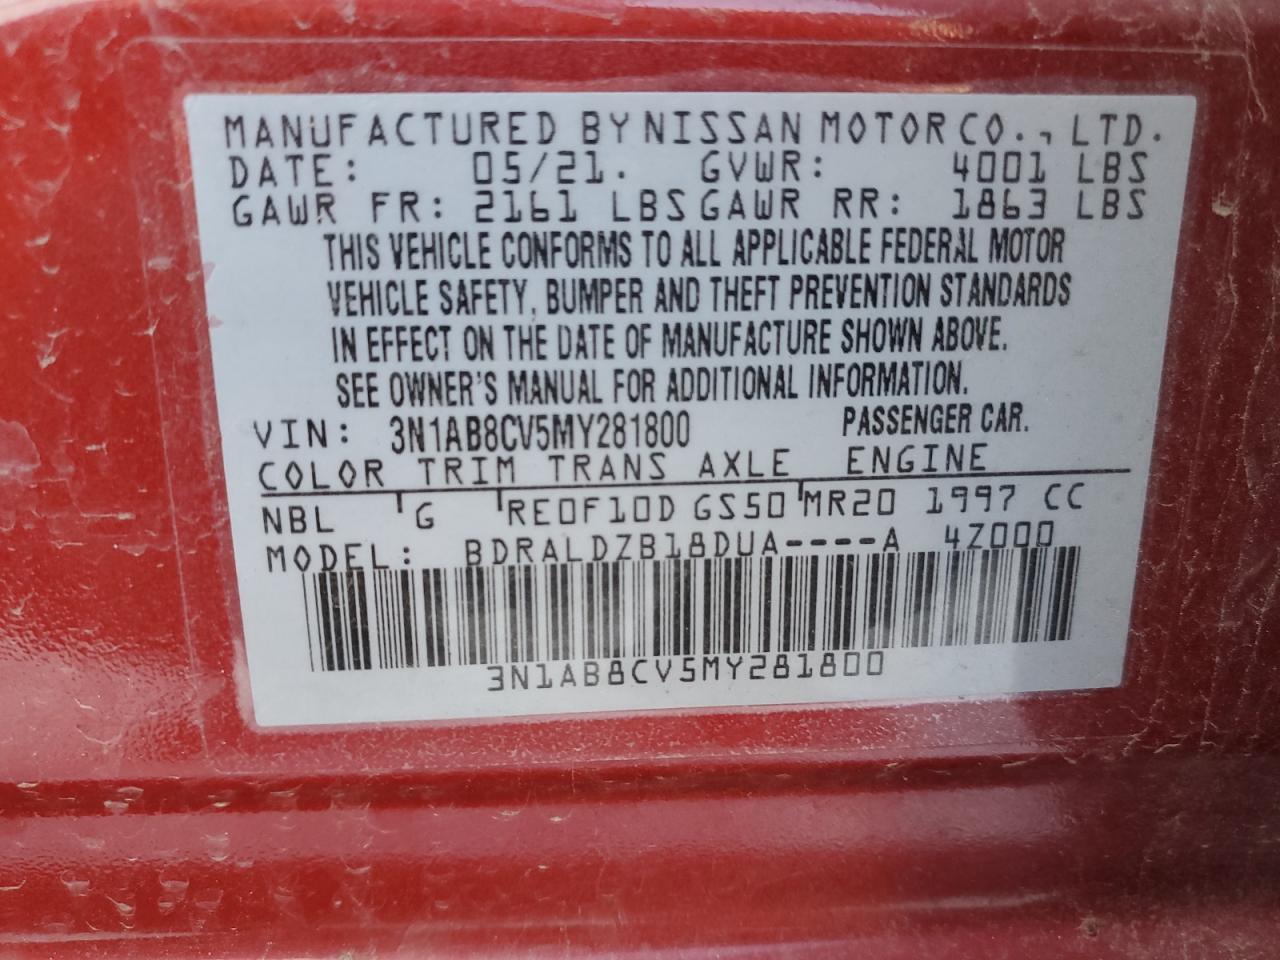 MANUFACTURED BY NISSAN MOTOR CO., LTD.
DATE: 05/21. GVWR: 4001 LBS
GAWR FR: 2161 LBS GAWR RR: 1863 LBS
THIS VEHICLE CONFORMS TO ALL APPLICABLE FEDERAL MOTOR
VEHICLE SAFETY, BUMPER AND THEFT PREVENTION STANDARDS
IN EFFECT ON THE DATE OF MANUFACTURE SHOWN ABOVE.
SEE OWNER'S MANUAL FOR ADDITIONAL INFORMATION.
VIN: 3N1AB8CV5MY281800 PASSENGER CAR.
COLOR TRIM TRANS AXLE ENGINE
NBL G RE0F10D GS50 MR20 1997 CC
MODEL: BDRALDZB18DUA----A 4Z000
3N1AB8CV5MY281800